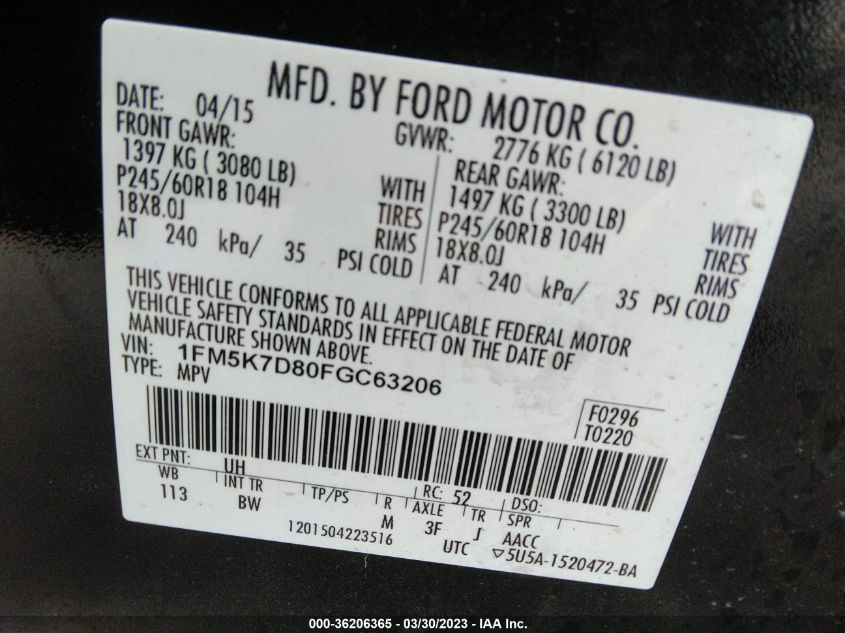 MFD. BY FORD MOTOR CO.
DATE: 04/15 GVWR: 2776 KG ( 6120 LB)
FRONT GAWR: REAR GAWR:
1397 KG ( 3080 LB) WITH 1497 KG ( 3300 LB) WITH
P245/60R18 104H TIRES P245/60R18 104H TIRES
18X8.0J RIMS 18X8.0J RIMS
AT 240 kPa/ 35 PSI COLD AT 240 kPa/ 35 PSI COLD
THIS VEHICLE CONFORMS TO ALL APPLICABLE FEDERAL MOTOR
VEHICLE SAFETY STANDARDS IN EFFECT ON THE DATE OF
MANUFACTURE SHOWN ABOVE.
VIN: 1FM5K7D80FGC63206
TYPE: MPV
F0296
T0220
EXT PNT: UH RC: 52 DSO:
WB INT TR TP/PS R AXLE TR SPR
113 BW M 3F J AACC
1201504223516 UTC ▽5U5A-1520472-BA
000-36206365 - 03/30/2023 - IAA Inc.